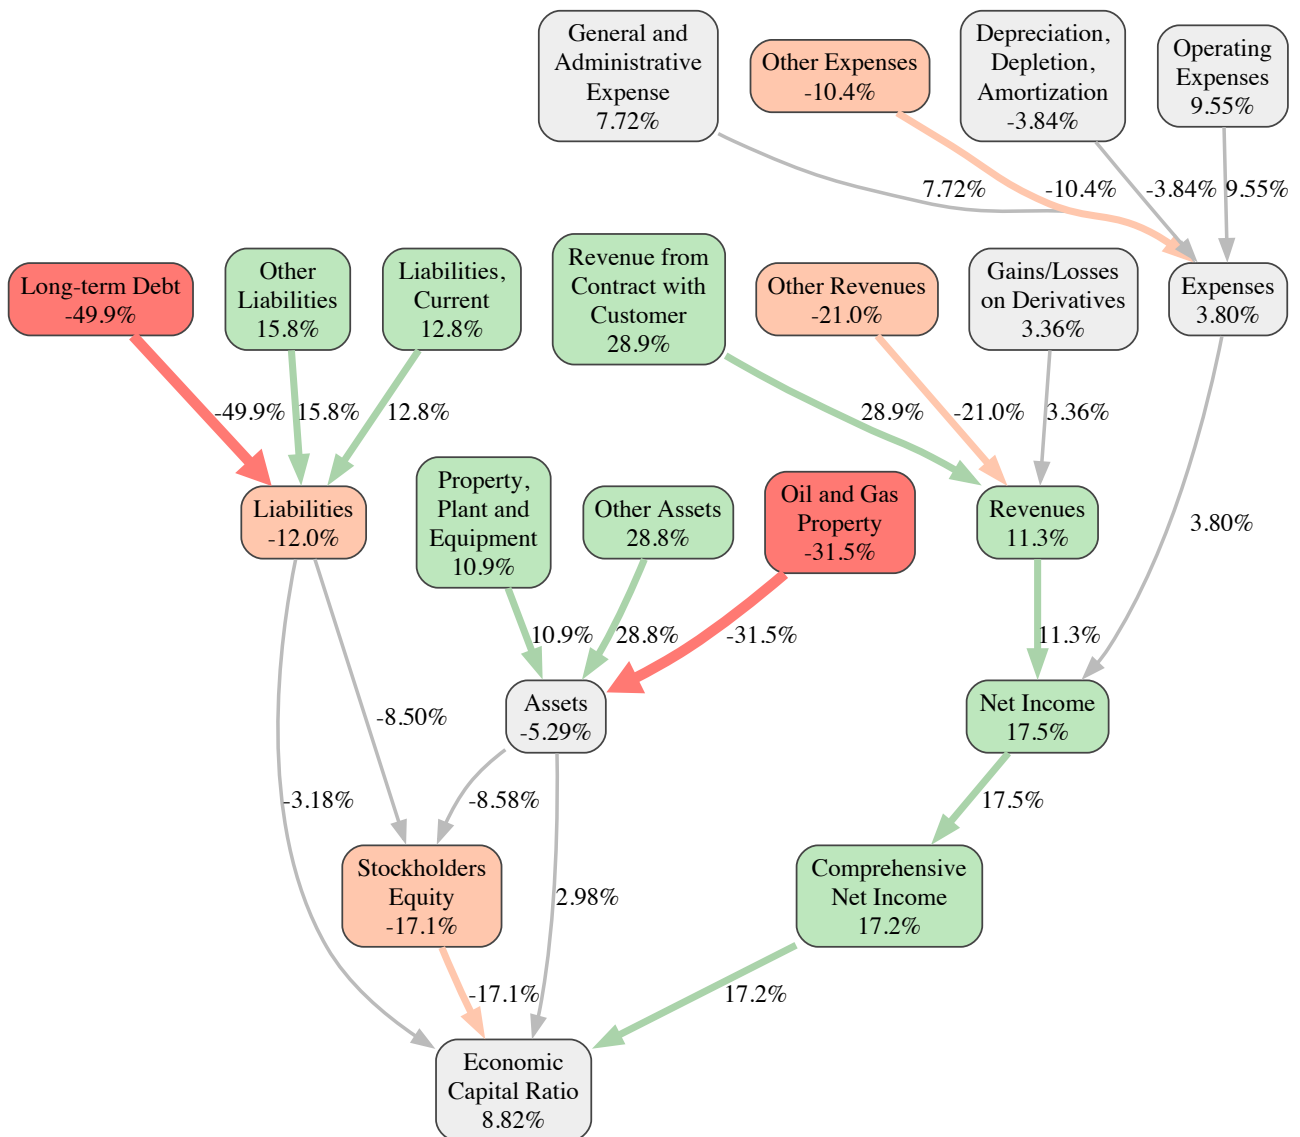 General and
Administrative
Expense
7.72%
Other Expenses
-10.4%
Depreciation,
Depletion,
Amortization
-3.84%
Operating
Expenses
9.55%
7.72%
-10.4%
-3.84%
9.55%
Long-term Debt
-49.9%
Other
Liabilities
15.8%
Liabilities,
Current
12.8%
Revenue from
Contract with
Customer
28.9%
Other Revenues
-21.0%
Gains/Losses
on Derivatives
3.36%
Expenses
3.80%
-49.9%
15.8%
12.8%
28.9%
-21.0%
3.36%
Liabilities
-12.0%
Property,
Plant and
Equipment
10.9%
Other Assets
28.8%
Oil and Gas
Property
-31.5%
Revenues
11.3%
3.80%
10.9%
28.8%
-31.5%
11.3%
-8.50%
Assets
-5.29%
Net Income
17.5%
-3.18%
-8.58%
17.5%
Stockholders
Equity
-17.1%
2.98%
Comprehensive
Net Income
17.2%
-17.1%
17.2%
Economic
Capital Ratio
8.82%